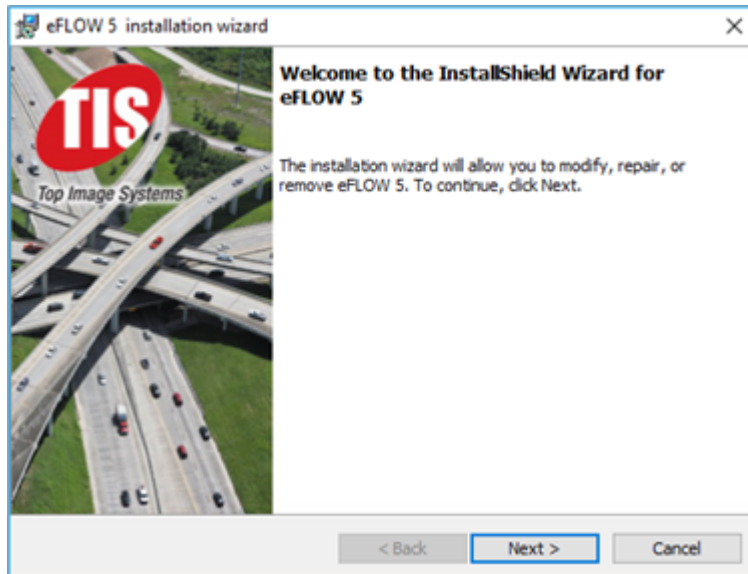 eFLOW 5 installation wizard
TIS
Top Image Systems
Welcome to the InstallShield Wizard for
eFLOW 5
The installation wizard will allow you to modify, repair, or
remove eFLOW 5. To continue, click Next.
< Back
Next >
Cancel